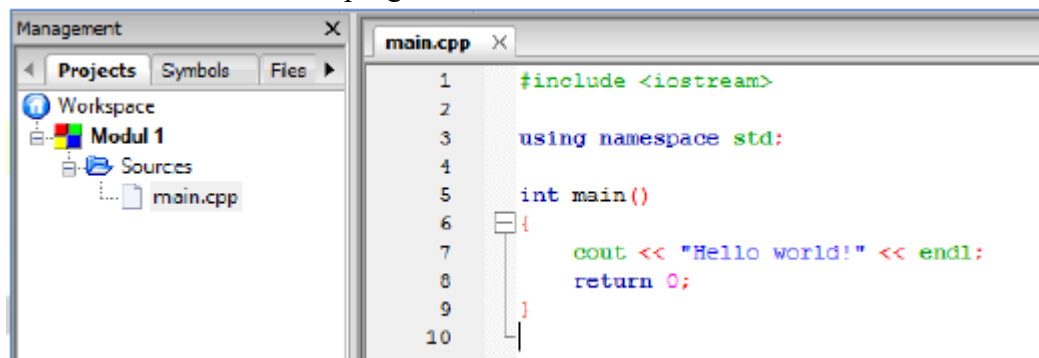 Management X
Projects Symbols Files
Workspace
Modul 1
Sources
main.cpp
main.cpp
1 #include <iostream>
2
3 using namespace std;
4
5 int main()
6 {
7 cout << "Hello world!" << endl;
8 return 0;
9 }
10